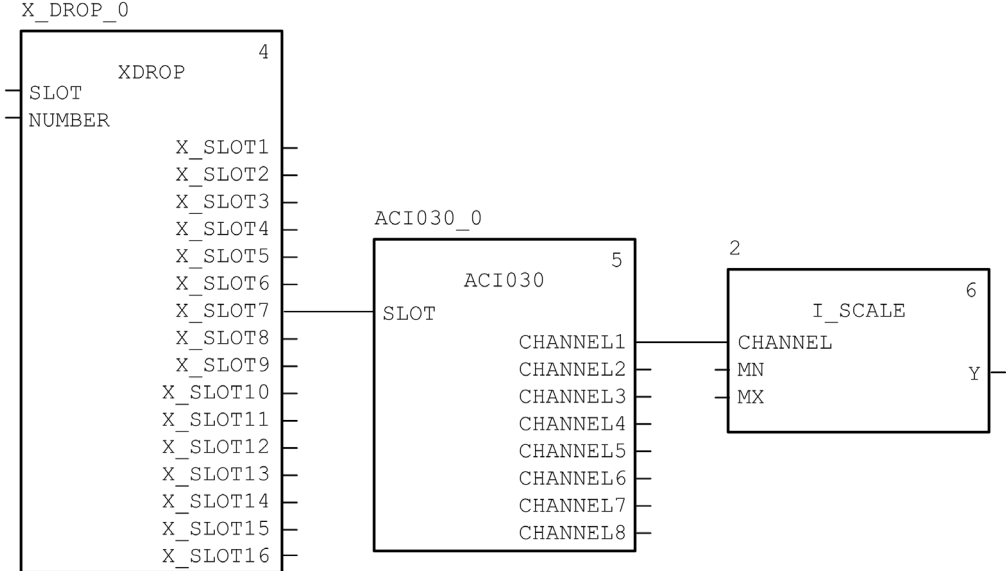 X_DROP_0
4
XDROP
SLOT
NUMBER
X_SLOT1
X_SLOT2
X_SLOT3
X_SLOT4
X_SLOT5
X_SLOT6
X_SLOT7
X_SLOT8
X_SLOT9
X_SLOT10
X_SLOT11
X_SLOT12
X_SLOT13
X_SLOT14
X_SLOT15
X_SLOT16
ACI030_0
5
ACI030
SLOT
CHANNEL1
CHANNEL2
CHANNEL3
CHANNEL4
CHANNEL5
CHANNEL6
CHANNEL7
CHANNEL8
2
6
I_SCALE
CHANNEL
MN
MX
Y